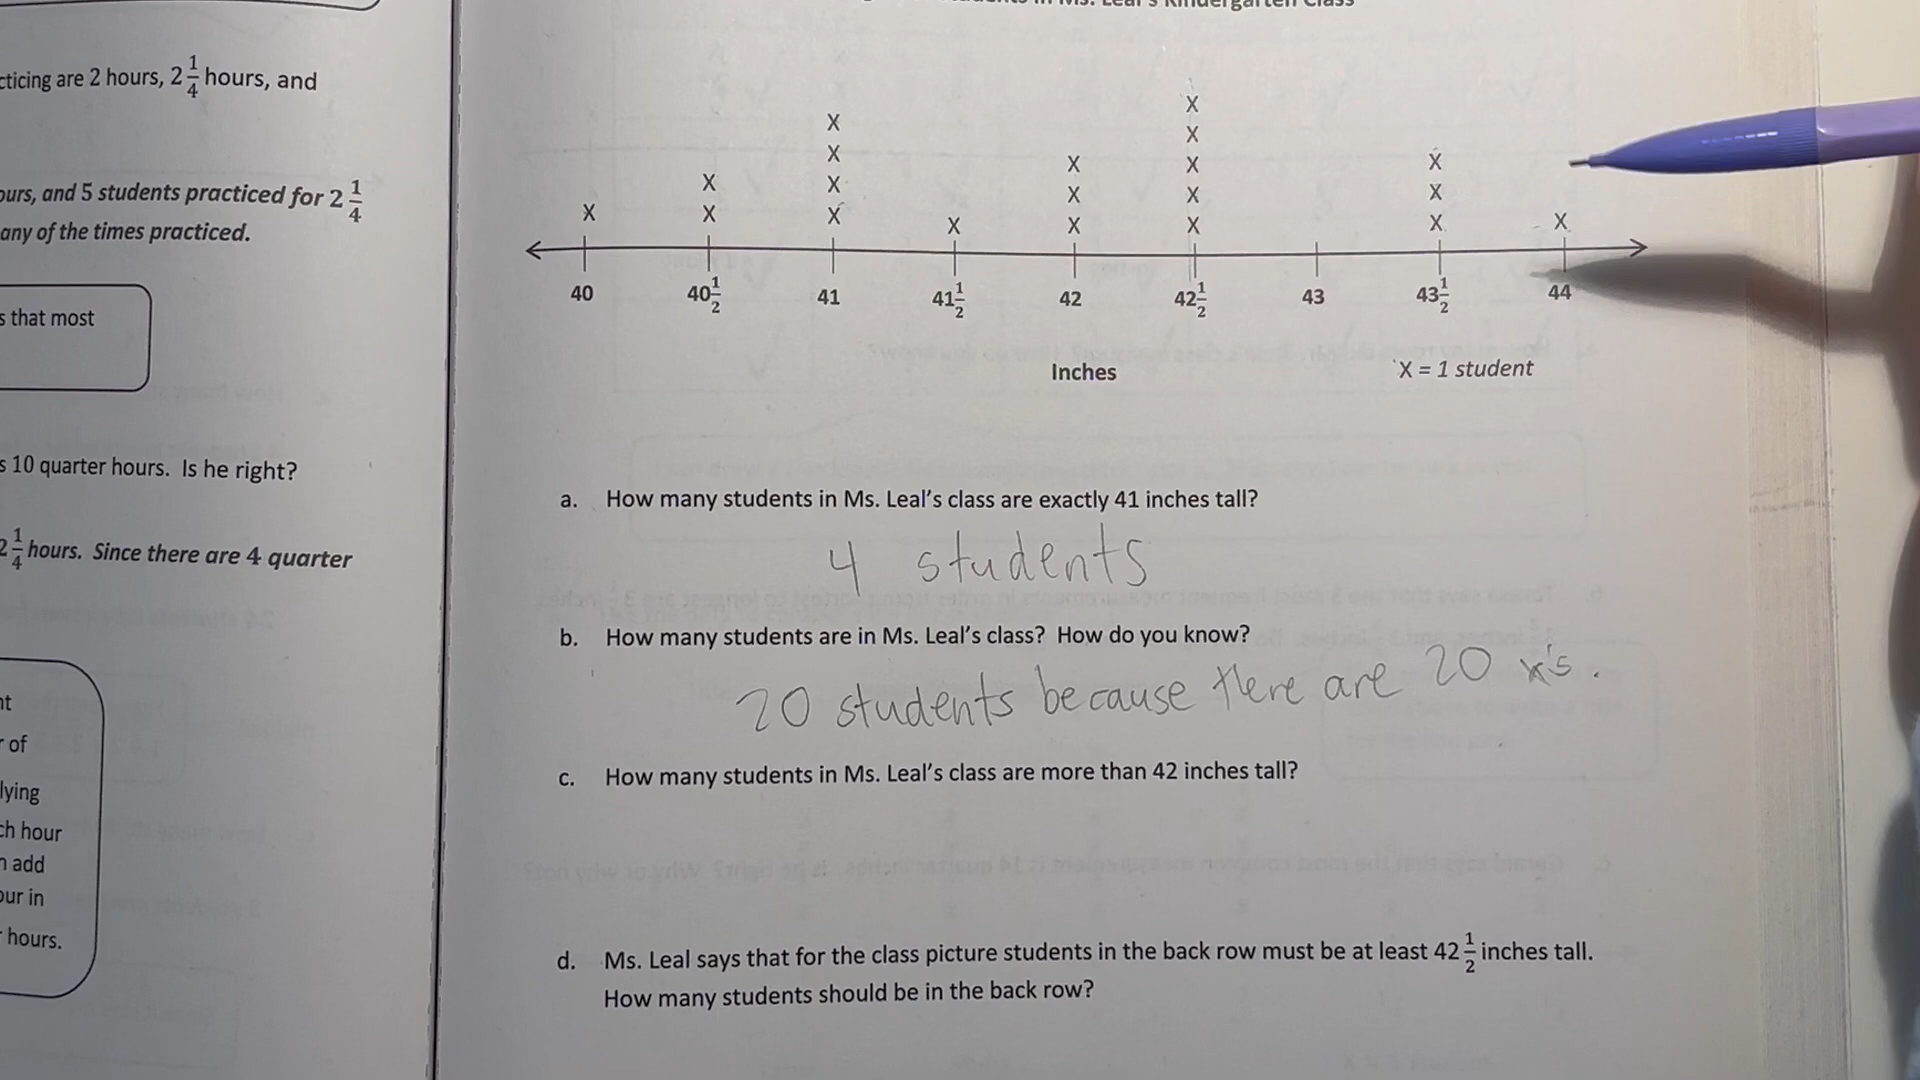 Kindergarten Class
cticing are 2 hours, 2 1/4 hours, and
ours, and 5 students practiced for 2 1/4
any of the times practiced.
s that most
s 10 quarter hours. Is he right?
2 1/4 hours. Since there are 4 quarter
nt
r of
lying
ch hour
n add
our in
hours.
X
X X
X X X
X X X X
X X X X X X
X X X X X X X X
40 40 1/2 41 41 1/2 42 42 1/2 43 43 1/2 44
Inches X = 1 student
a. How many students in Ms. Leal’s class are exactly 41 inches tall?
4 students
b. How many students are in Ms. Leal’s class? How do you know?
20 students because there are 20 x's.
c. How many students in Ms. Leal’s class are more than 42 inches tall?
d. Ms. Leal says that for the class picture students in the back row must be at least 42 1/2 inches tall.
How many students should be in the back row?